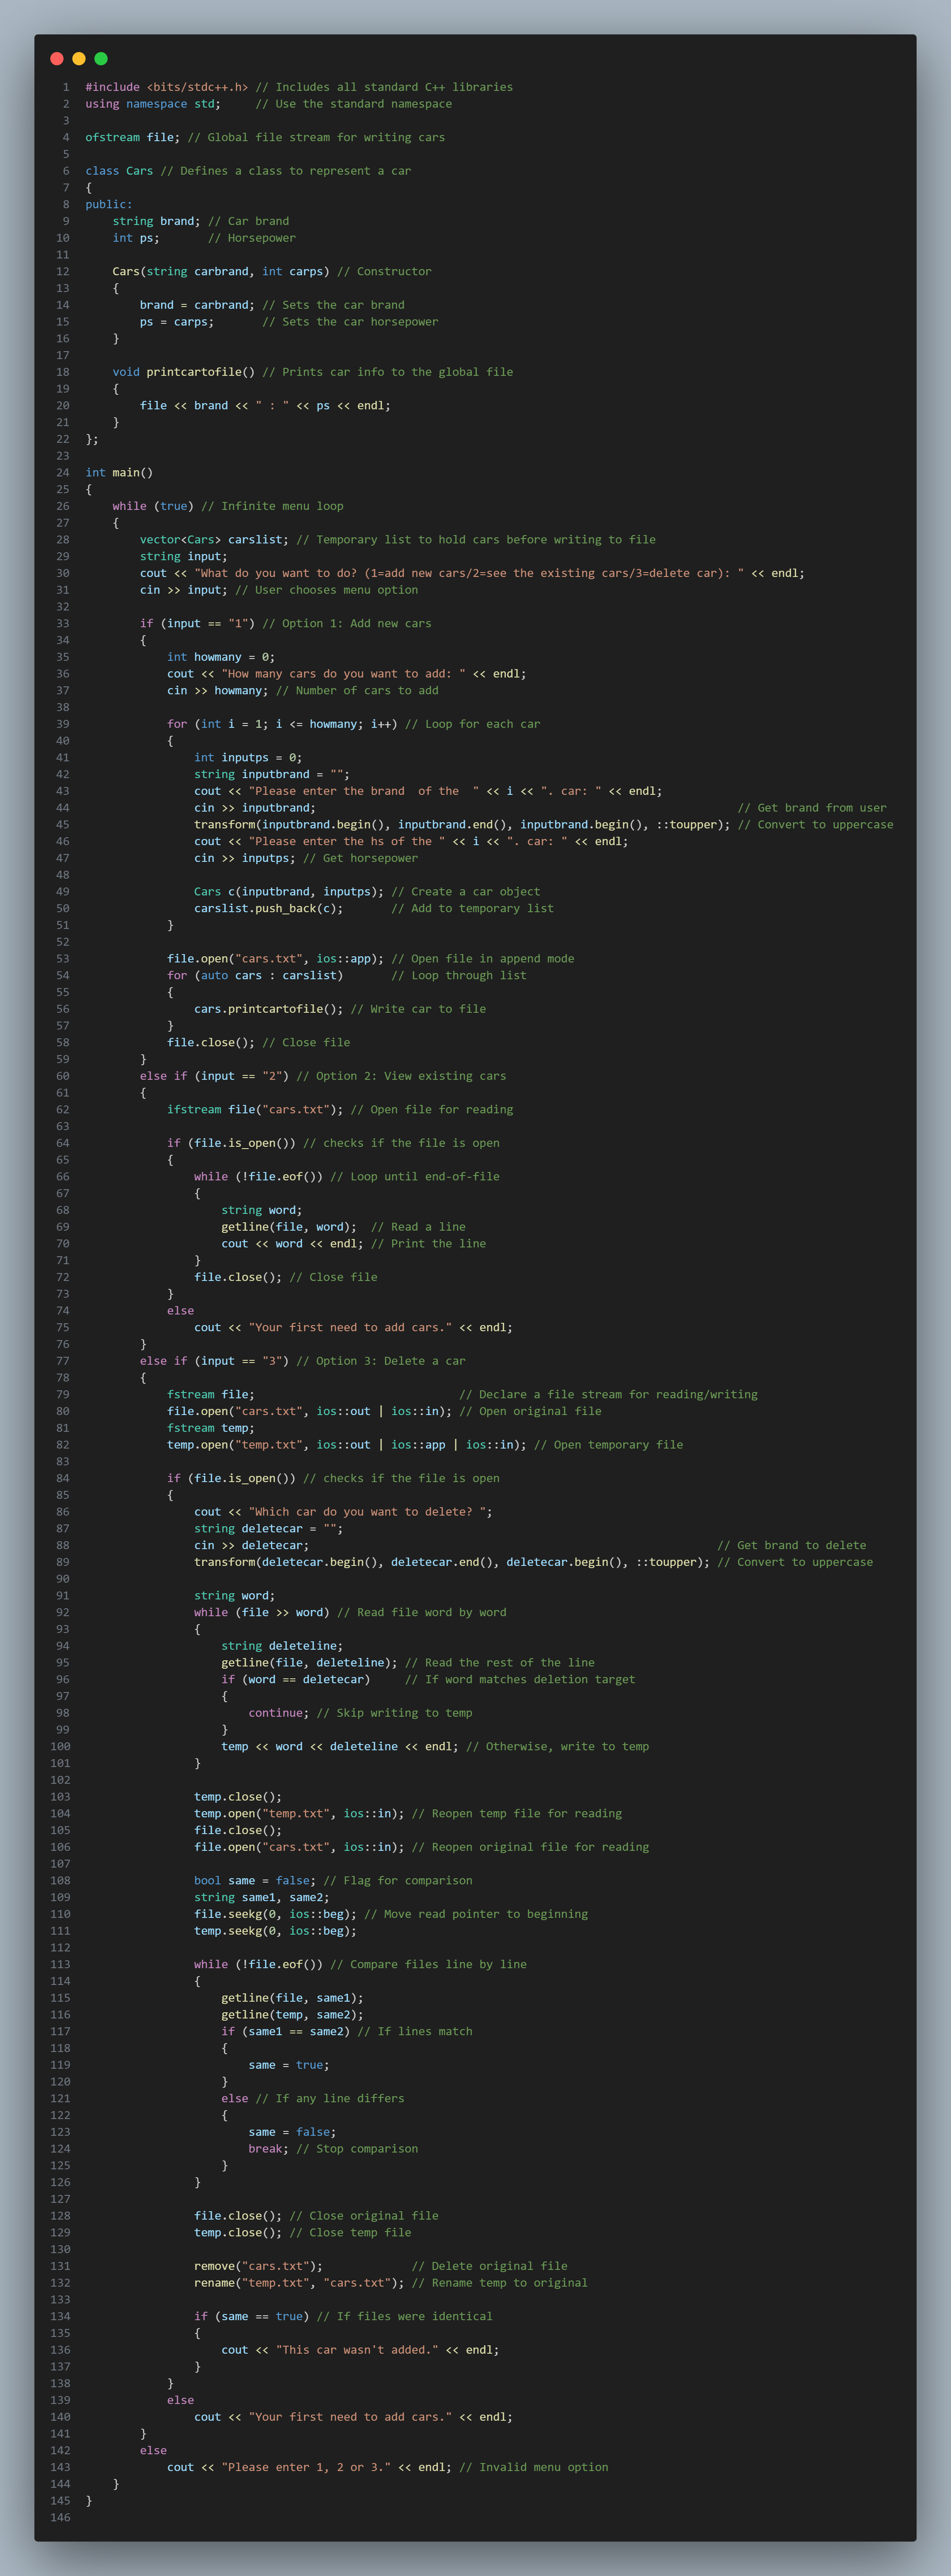 1 #include <bits/stdc++.h> // Includes all standard C++ libraries
2 using namespace std;     // Use the standard namespace
3
4 ofstream file; // Global file stream for writing cars
5
6 class Cars // Defines a class to represent a car
7 {
8 public:
9     string brand; // Car brand
10     int ps;       // Horsepower
11
12     Cars(string carbrand, int carps) // Constructor
13     {
14         brand = carbrand; // Sets the car brand
15         ps = carps;       // Sets the car horsepower
16     }
17
18     void printcartofile() // Prints car info to the global file
19     {
20         file << brand << " : " << ps << endl;
21     }
22 };
23
24 int main()
25 {
26     while (true) // Infinite menu loop
27     {
28         vector<Cars> carslist; // Temporary list to hold cars before writing to file
29         string input;
30         cout << "What do you want to do? (1=add new cars/2=see the existing cars/3=delete car): " << endl;
31         cin >> input; // User chooses menu option
32
33         if (input == "1") // Option 1: Add new cars
34         {
35             int howmany = 0;
36             cout << "How many cars do you want to add: " << endl;
37             cin >> howmany; // Number of cars to add
38
39             for (int i = 1; i <= howmany; i++) // Loop for each car
40             {
41                 int inputps = 0;
42                 string inputbrand = "";
43                 cout << "Please enter the brand  of the  " << i << ". car: " << endl;
44                 cin >> inputbrand;                                                              // Get brand from user
45                 transform(inputbrand.begin(), inputbrand.end(), inputbrand.begin(), ::toupper); // Convert to uppercase
46                 cout << "Please enter the hs of the " << i << ". car: " << endl;
47                 cin >> inputps; // Get horsepower
48
49                 Cars c(inputbrand, inputps); // Create a car object
50                 carslist.push_back(c);       // Add to temporary list
51             }
52
53             file.open("cars.txt", ios::app); // Open file in append mode
54             for (auto cars : carslist)       // Loop through list
55             {
56                 cars.printcartofile(); // Write car to file
57             }
58             file.close(); // Close file
59         }
60         else if (input == "2") // Option 2: View existing cars
61         {
62             ifstream file("cars.txt"); // Open file for reading
63
64             if (file.is_open()) // checks if the file is open
65             {
66                 while (!file.eof()) // Loop until end-of-file
67                 {
68                     string word;
69                     getline(file, word);  // Read a line
70                     cout << word << endl; // Print the line
71                 }
72                 file.close(); // Close file
73             }
74             else
75                 cout << "Your first need to add cars." << endl;
76         }
77         else if (input == "3") // Option 3: Delete a car
78         {
79             fstream file;                              // Declare a file stream for reading/writing
80             file.open("cars.txt", ios::out | ios::in); // Open original file
81             fstream temp;
82             temp.open("temp.txt", ios::out | ios::app | ios::in); // Open temporary file
83
84             if (file.is_open()) // checks if the file is open
85             {
86                 cout << "Which car do you want to delete? ";
87                 string deletecar = "";
88                 cin >> deletecar;                                                            // Get brand to delete
89                 transform(deletecar.begin(), deletecar.end(), deletecar.begin(), ::toupper); // Convert to uppercase
90
91                 string word;
92                 while (file >> word) // Read file word by word
93                 {
94                     string deleteline;
95                     getline(file, deleteline); // Read the rest of the line
96                     if (word == deletecar)     // If word matches deletion target
97                     {
98                         continue; // Skip writing to temp
99                     }
100                     temp << word << deleteline << endl; // Otherwise, write to temp
101                 }
102
103                 temp.close();
104                 temp.open("temp.txt", ios::in); // Reopen temp file for reading
105                 file.close();
106                 file.open("cars.txt", ios::in); // Reopen original file for reading
107
108                 bool same = false; // Flag for comparison
109                 string same1, same2;
110                 file.seekg(0, ios::beg); // Move read pointer to beginning
111                 temp.seekg(0, ios::beg);
112
113                 while (!file.eof()) // Compare files line by line
114                 {
115                     getline(file, same1);
116                     getline(temp, same2);
117                     if (same1 == same2) // If lines match
118                     {
119                         same = true;
120                     }
121                     else // If any line differs
122                     {
123                         same = false;
124                         break; // Stop comparison
125                     }
126                 }
127
128                 file.close(); // Close original file
129                 temp.close(); // Close temp file
130
131                 remove("cars.txt");             // Delete original file
132                 rename("temp.txt", "cars.txt"); // Rename temp to original
133
134                 if (same == true) // If files were identical
135                 {
136                     cout << "This car wasn't added." << endl;
137                 }
138             }
139             else
140                 cout << "Your first need to add cars." << endl;
141         }
142         else
143             cout << "Please enter 1, 2 or 3." << endl; // Invalid menu option
144     }
145 }
146